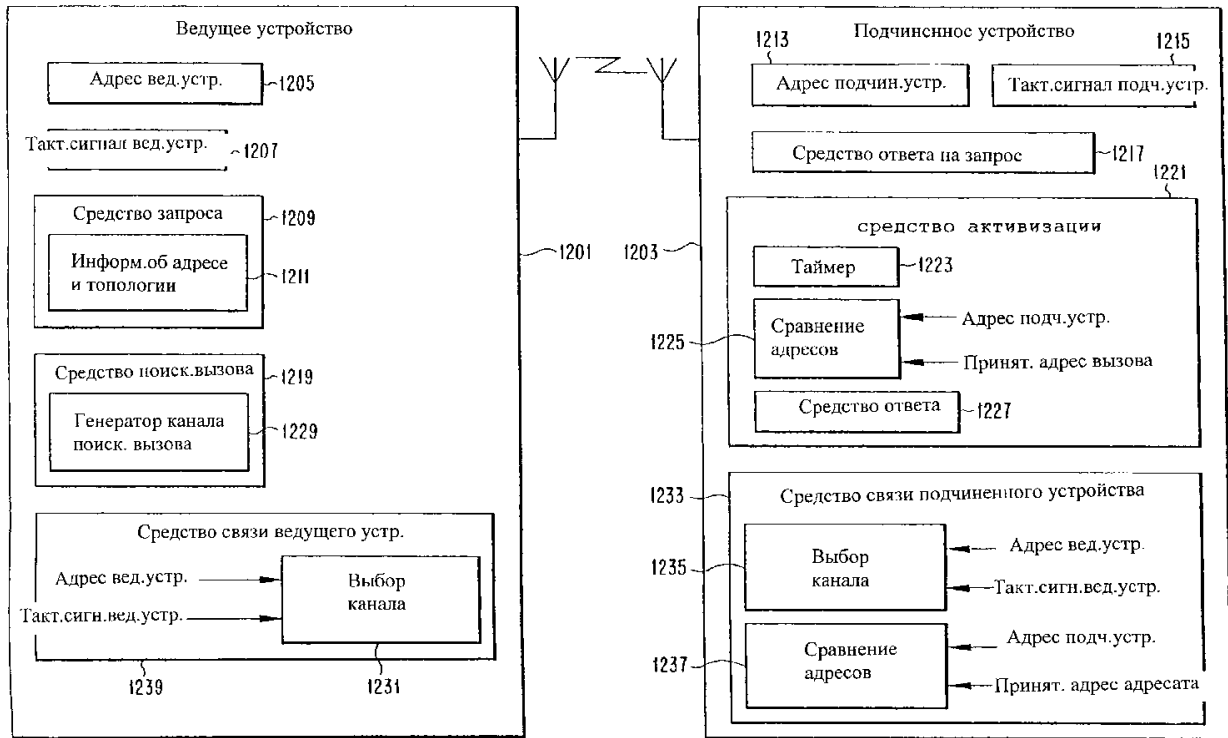 Ведущее устройство
Адрес вед.устр.
1205
Такт.сигнал вед.устр.
1207
Средство запроса
1209
Информ.об адресе
и топологии
1211
1201
Средство поиск.вызова
1219
Генератор канала
поиск. вызова
1229
Средство связи ведущего устр.
Адрес вед.устр.
Такт.сигн.вед.устр.
Выбор
канала
1239
1231
Подчиненное устройство
1213
1215
Адрес подчин.устр.
Такт.сигнал подч.устр.
Средство ответа на запрос
1217
1221
1203
средство активизации
Таймер
1223
1225
Сравнение
адресов
Адрес подч.устр.
Принят. адрес вызова
Средство ответа
1227
1233
Средство связи подчиненного устройства
1235
Выбор
канала
Адрес вед.устр.
Такт.сигн.вед.устр.
1237
Сравнение
адресов
Адрес подч.устр.
Принят. адрес адресата